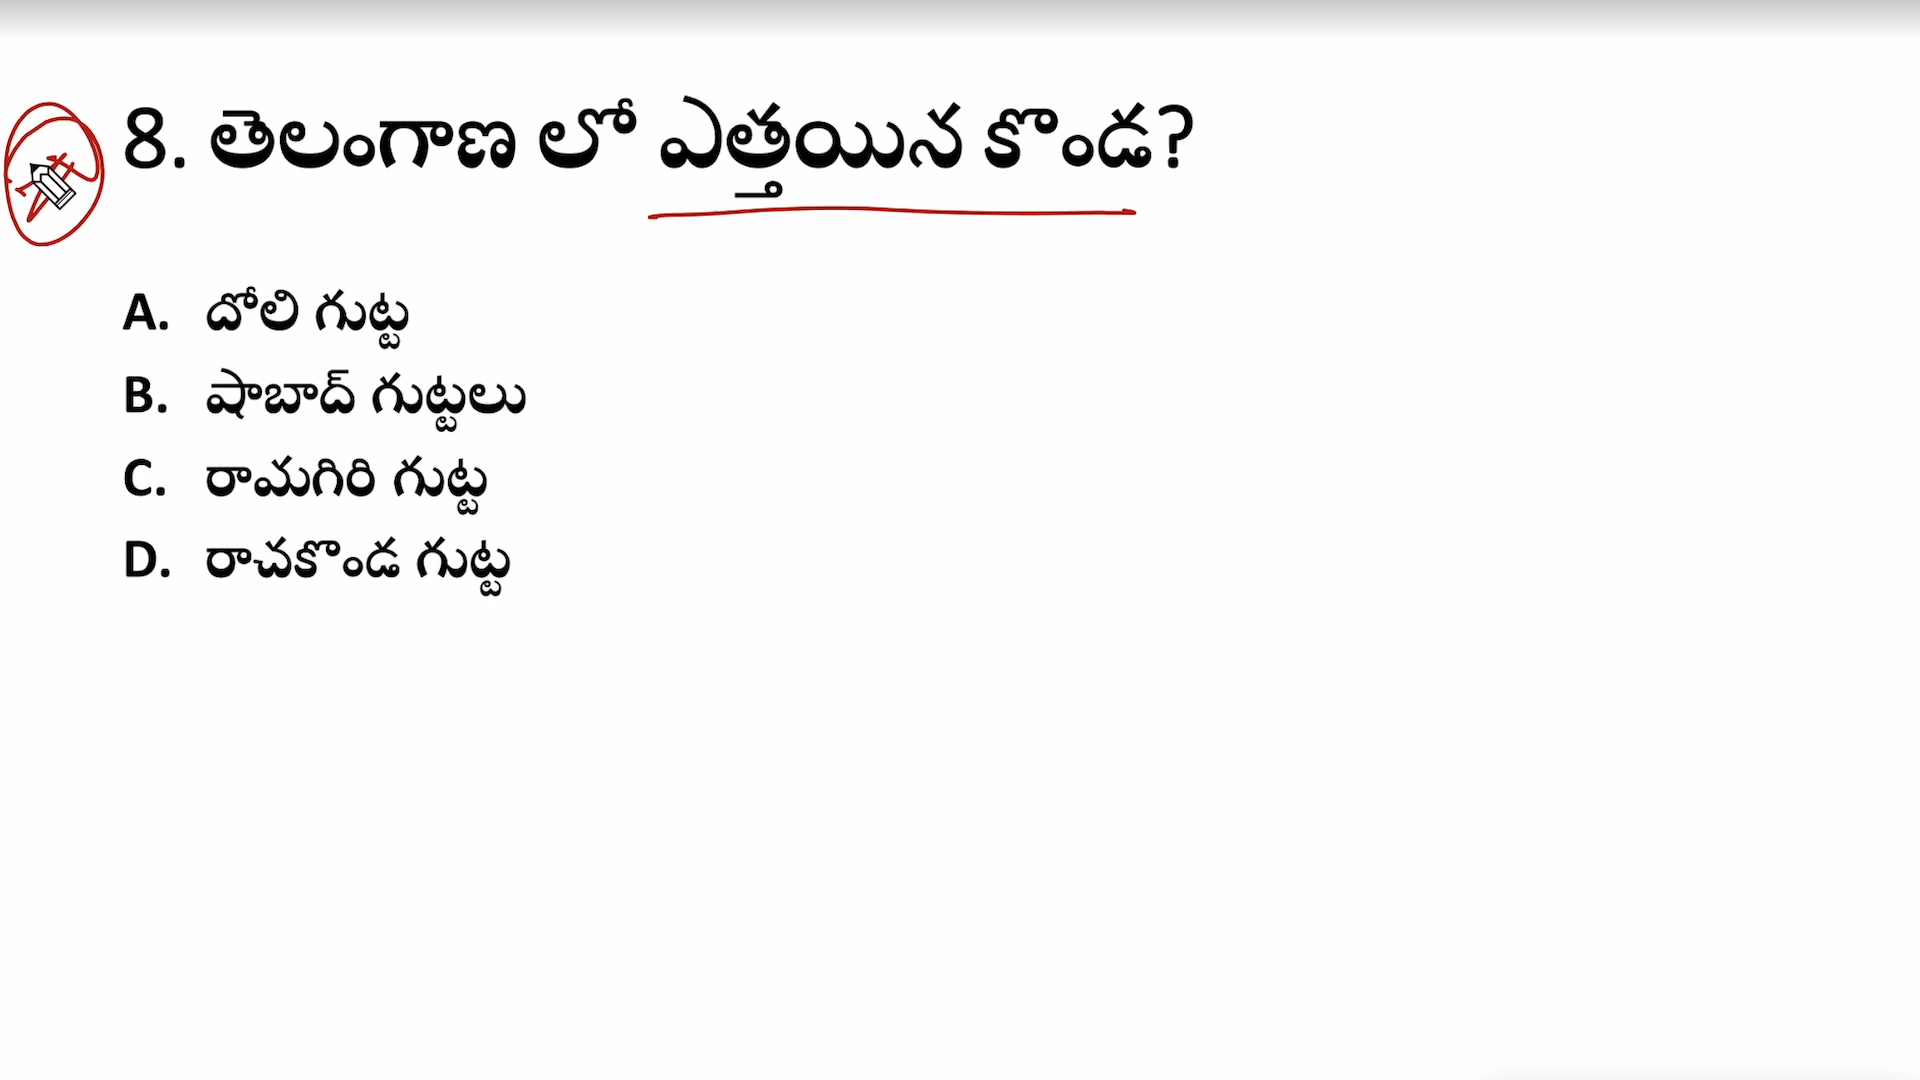 8. తెలంగాణ లో ఎత్తయిన కొండ?
A. దోలి గుట్ట
B. షాబాద్ గుట్టలు
C. రామగిరి గుట్ట
D. రాచకొండ గుట్ట